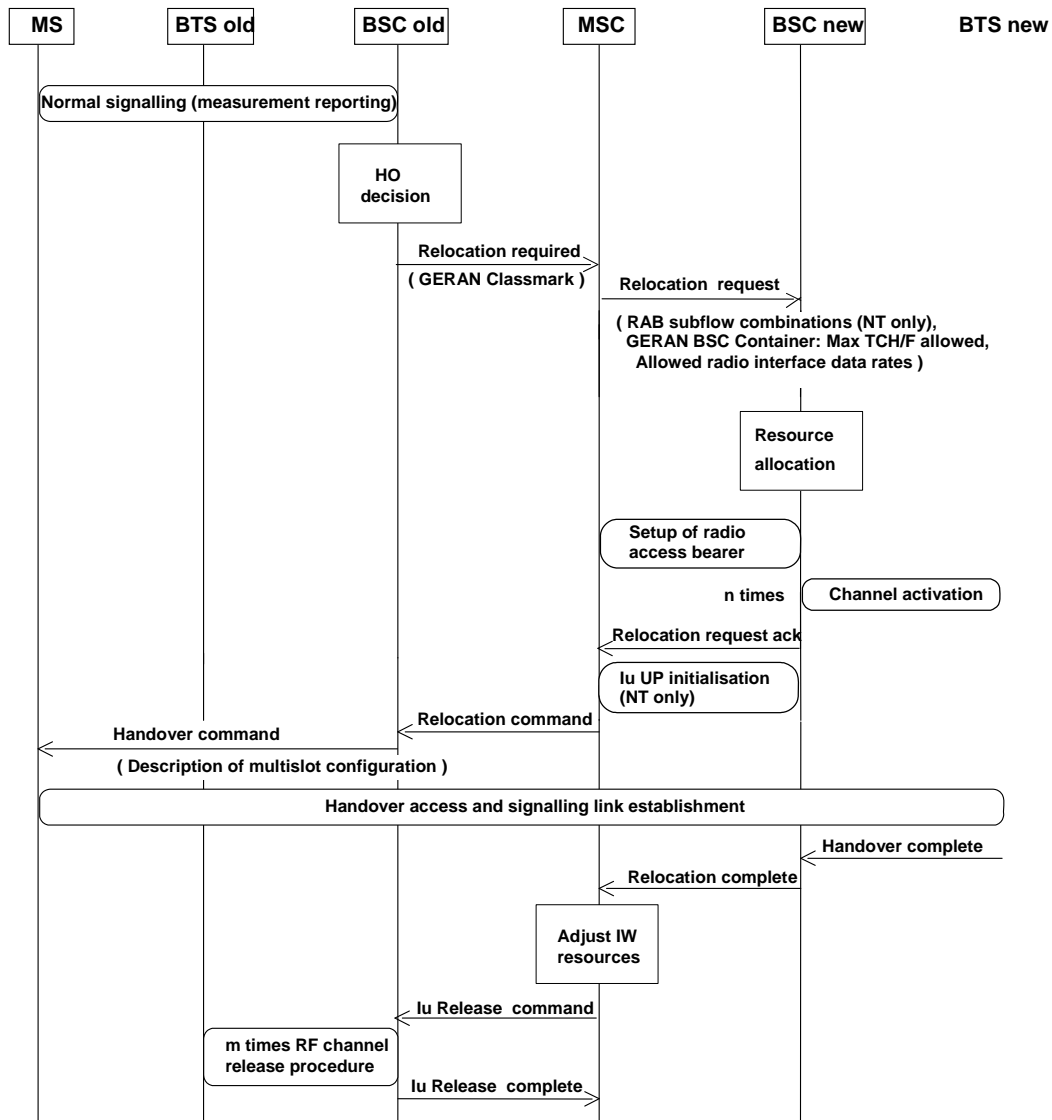 MS BTS old BSC old MSC BSC new BTS new
Normal signalling (measurement reporting)
HO
decision
Relocation required
( GERAN Classmark )
Relocation request
( RAB subflow combinations (NT only),
GERAN BSC Container: Max TCH/F allowed,
Allowed radio interface data rates )
Resource
allocation
Setup of radio
access bearer
n times
Channel activation
Relocation request ack
Iu UP initialisation
(NT only)
Relocation command
Handover command
( Description of multislot configuration )
Handover access and signalling link establishment
Handover complete
Relocation complete
Adjust IW
resources
Iu Release command
m times RF channel
release procedure
Iu Release complete